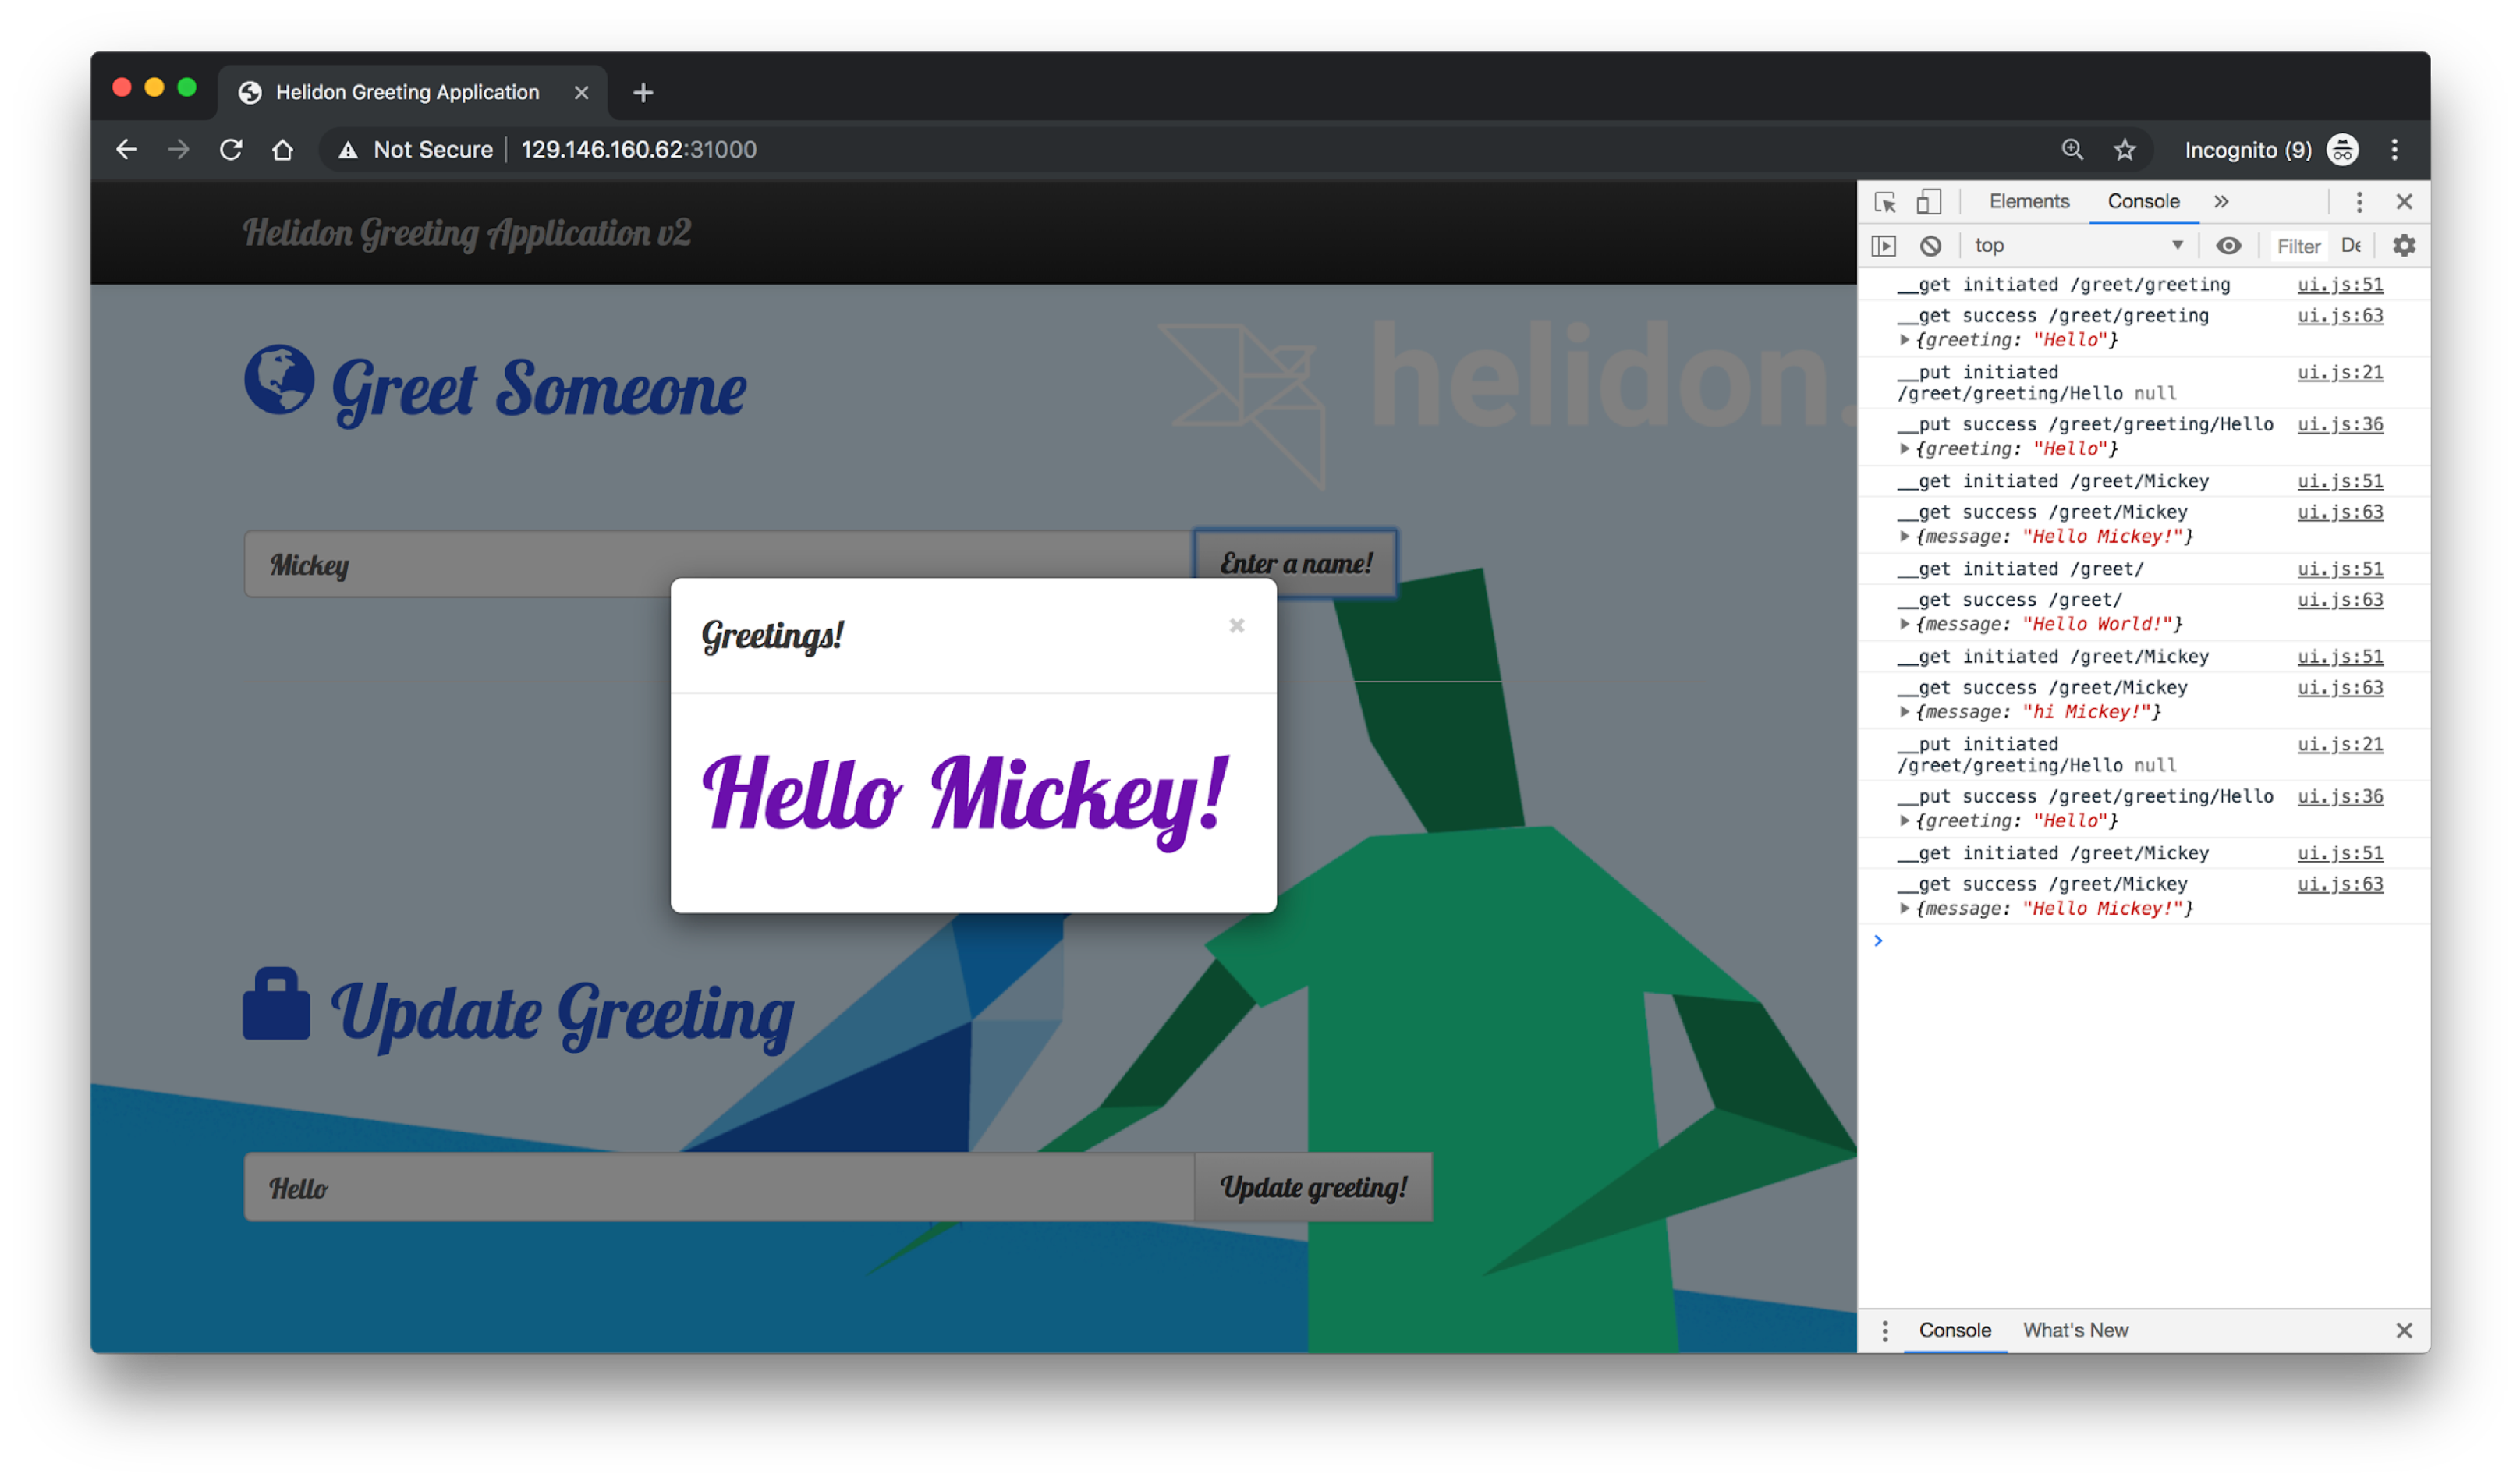 Helidon Greeting Application
Not Secure 129.146.160.62:31000
Incognito (9)
Helidon Greeting Application v2
Greet Someone
helidon.
Mickey
Enter a name!
Greetings!
×
Hello Mickey!
Update Greeting
Hello
Update greeting!
Elements Console »
top
Filter
De
__get initiated /greet/greeting ui.js:51
__get success /greet/greeting ui.js:63
{greeting: "Hello"}
__put initiated ui.js:21
/greet/greeting/Hello null
__put success /greet/greeting/Hello ui.js:36
{greeting: "Hello"}
__get initiated /greet/Mickey ui.js:51
__get success /greet/Mickey ui.js:63
{message: "Hello Mickey!"}
__get initiated /greet/ ui.js:51
__get success /greet/ ui.js:63
{message: "Hello World!"}
__get initiated /greet/Mickey ui.js:51
__get success /greet/Mickey ui.js:63
{message: "hi Mickey!"}
__put initiated ui.js:21
/greet/greeting/Hello null
__put success /greet/greeting/Hello ui.js:36
{greeting: "Hello"}
__get initiated /greet/Mickey ui.js:51
__get success /greet/Mickey ui.js:63
{message: "Hello Mickey!"}
Console What's New